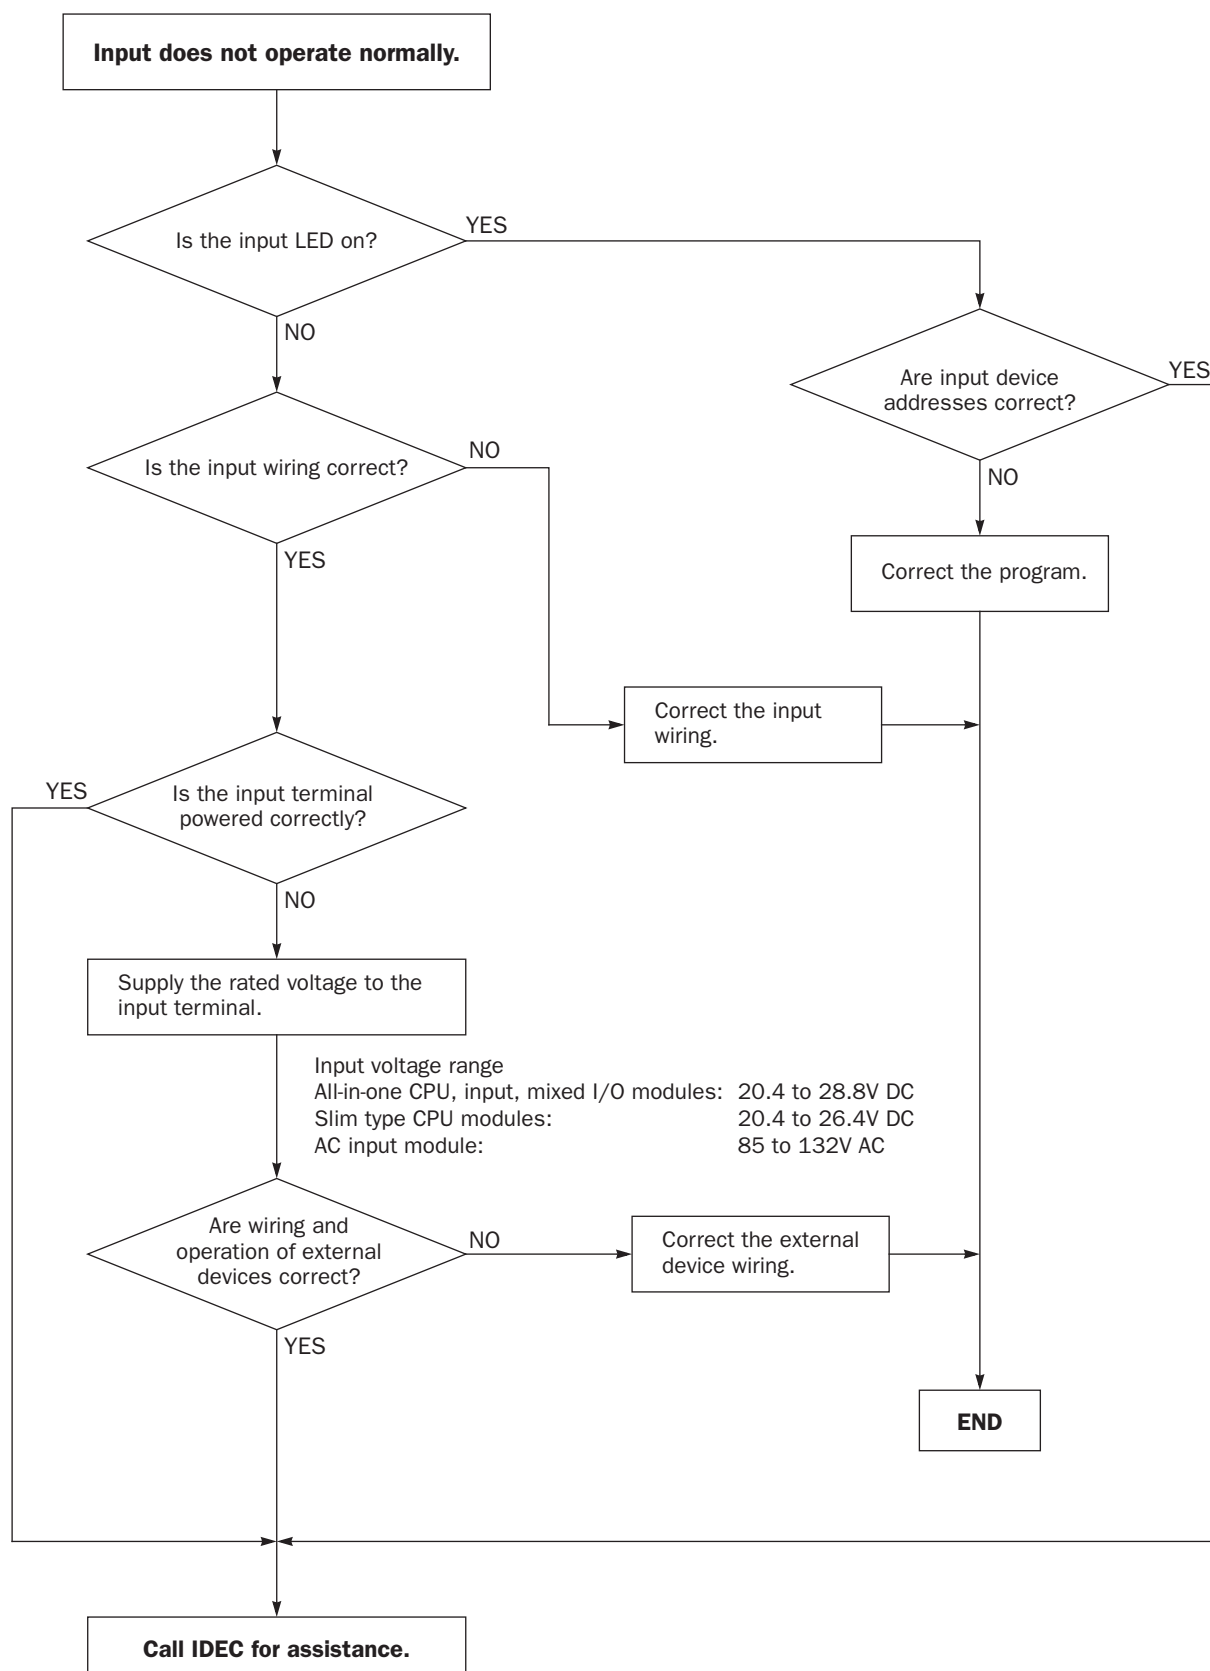 Input does not operate normally.
Is the input LED on?
YES
NO
Are input device
addresses correct?
YES
NO
Is the input wiring correct?
NO
YES
Correct the program.
Correct the input
wiring.
Is the input terminal
powered correctly?
YES
NO
Supply the rated voltage to the
input terminal.
Input voltage range
All-in-one CPU, input, mixed I/O modules: 20.4 to 28.8V DC
Slim type CPU modules: 20.4 to 26.4V DC
AC input module: 85 to 132V AC
Are wiring and
operation of external
devices correct?
NO
Correct the external
device wiring.
YES
END
Call IDEC for assistance.